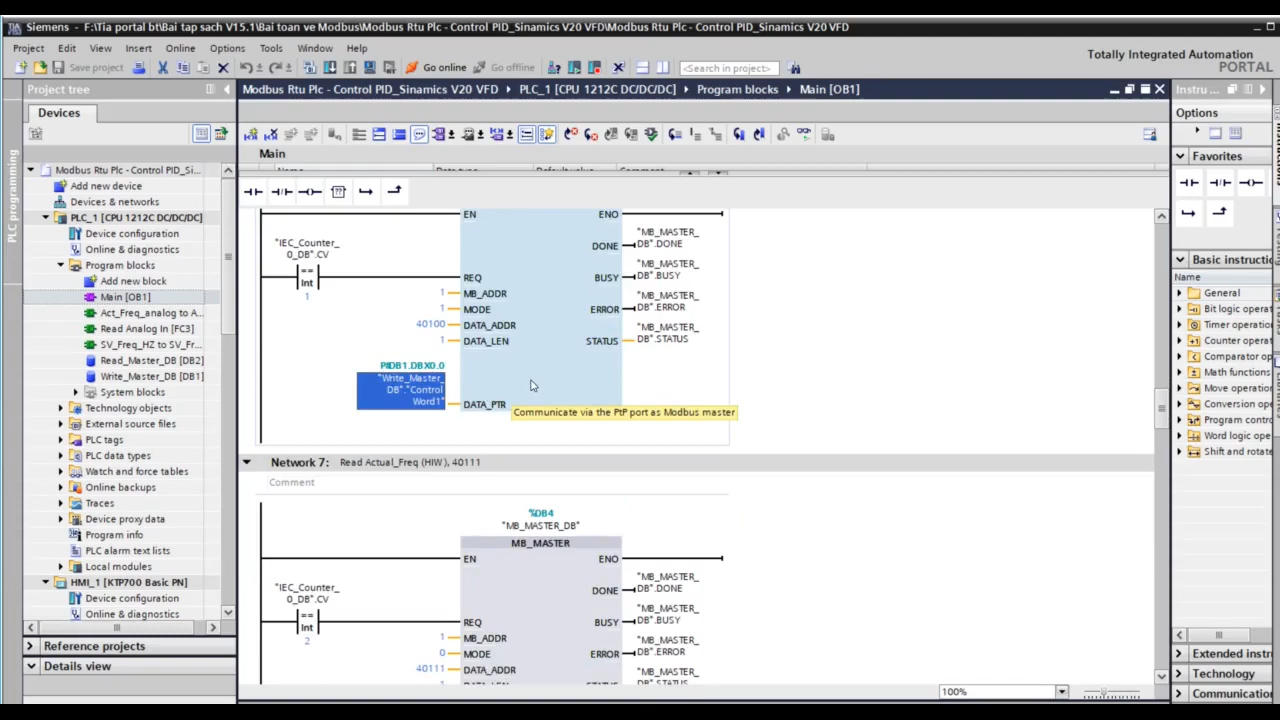 Siemens - F:\Tia portal bt\Bai tap sach V15.1\Bai toan ve Modbus\Modbus Rtu Plc - Control PID_Sinamics V20 VFD\Modbus Rtu Plc - Control PID_Sinamics V20 VFD
Project Edit View Insert Online Options Tools Window Help
Totally Integrated Automation
PORTAL
Save project
Go online
Go offline
<Search in project>
Project tree
Modbus Rtu Plc - Control PID_Sinamics V20 VFD
PLC_1 [CPU 1212C DC/DC/DC]
Program blocks
Main [OB1]
Instru...
Devices
Options
PLC programming
Modbus Rtu Plc - Control PID_Si...
Add new device
Devices & networks
PLC_1 [CPU 1212C DC/DC/DC]
Device configuration
Online & diagnostics
Program blocks
Add new block
Main [OB1]
Act_Freq_analog to A...
Read Analog In [FC3]
SV_Freq_HZ to SV_Fr...
Read_Master_DB [DB2]
Write_Master_DB [DB1]
System blocks
Technology objects
External source files
PLC tags
PLC data types
Watch and force tables
Online backups
Traces
Device proxy data
Program info
PLC alarm text lists
Local modules
HMI_1 [KTP700 Basic PN]
Device configuration
Online & diagnostics
Reference projects
Details view
Main
Name Data type Default value Comment
EN
ENO
"IEC_Counter_
0_DB".CV
==
Int
1
"MB_MASTER_
DB".DONE
DONE
"MB_MASTER_
DB".BUSY
BUSY
REQ
1 MB_ADDR
1 MODE
"MB_MASTER_
DB".ERROR
ERROR
40100 DATA_ADDR
1 DATA_LEN
"MB_MASTER_
DB".STATUS
STATUS
P#DB1.DBX0.0
"Write_Master_
DB"."Control
Word1"
DATA_PTR
Communicate via the PtP port as Modbus master
Network 7: Read Actual_Freq (HIW), 40111
Comment
%DB4
"MB_MASTER_DB"
MB_MASTER
EN
ENO
"IEC_Counter_
0_DB".CV
==
Int
2
"MB_MASTER_
DB".DONE
DONE
"MB_MASTER_
DB".BUSY
BUSY
REQ
1 MB_ADDR
0 MODE
"MB_MASTER_
DB".ERROR
ERROR
40111 DATA_ADDR
"MB_MASTER_
100%
Favorites
Basic instructio
Name
General
Bit logic operat
Timer operatio
Counter operat
Comparator op
Math functions
Move operation
Conversion ope
Program contro
Word logic oper
Shift and rotate
Extended instr
Technology
Communication